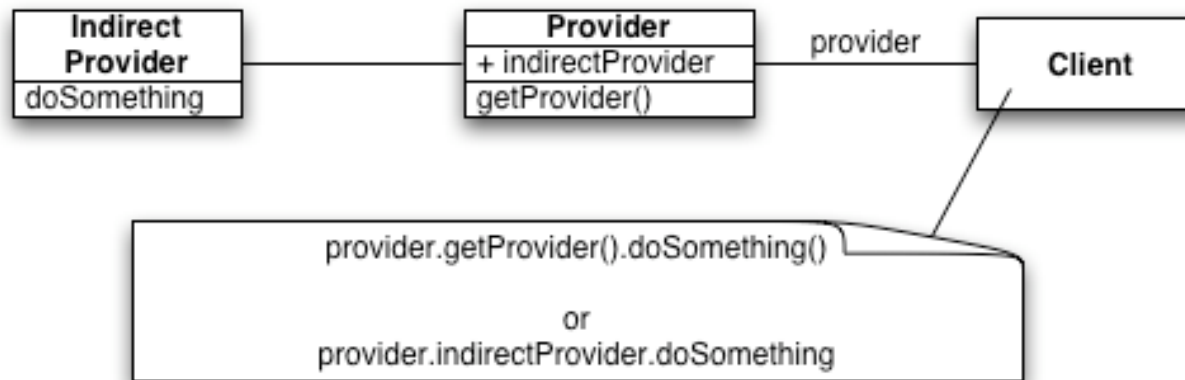 Indirect
Provider
doSomething
Provider
+ indirectProvider
getProvider()
provider
Client
provider.getProvider().doSomething()
or
provider.indirectProvider.doSomething